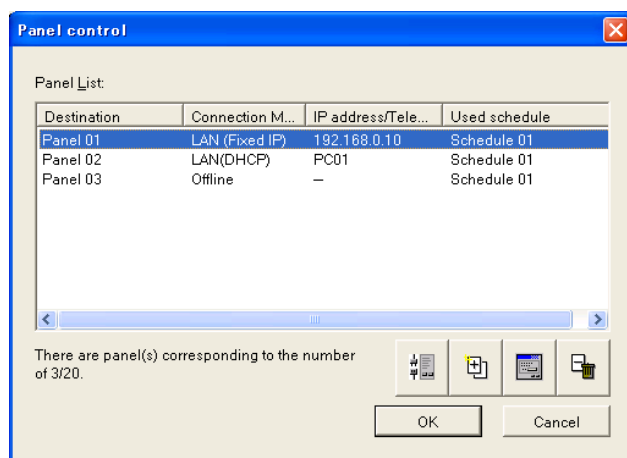 Panel control
Panel List:
Destination Connection M... IP address/Tele... Used schedule
Panel 01 LAN (Fixed IP) 192.168.0.10 Schedule 01
Panel 02 LAN(DHCP) PC01 Schedule 01
Panel 03 Offline – Schedule 01
There are panel(s) corresponding to the number
of 3/20.
OK Cancel